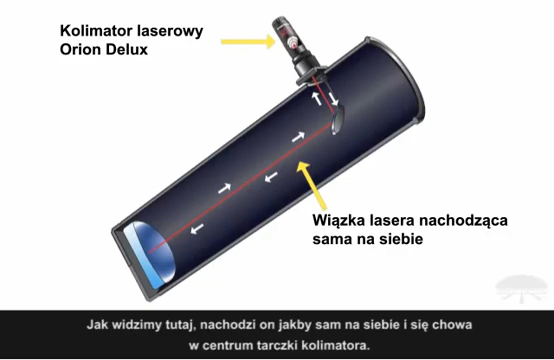 Kolimator laserowy
Orion Delux
Wiązka lasera nachodząca
sama na siebie
Jak widzimy tutaj, nachodzi on jakby sam na siebie i się chowa
w centrum tarczki kolimatora.